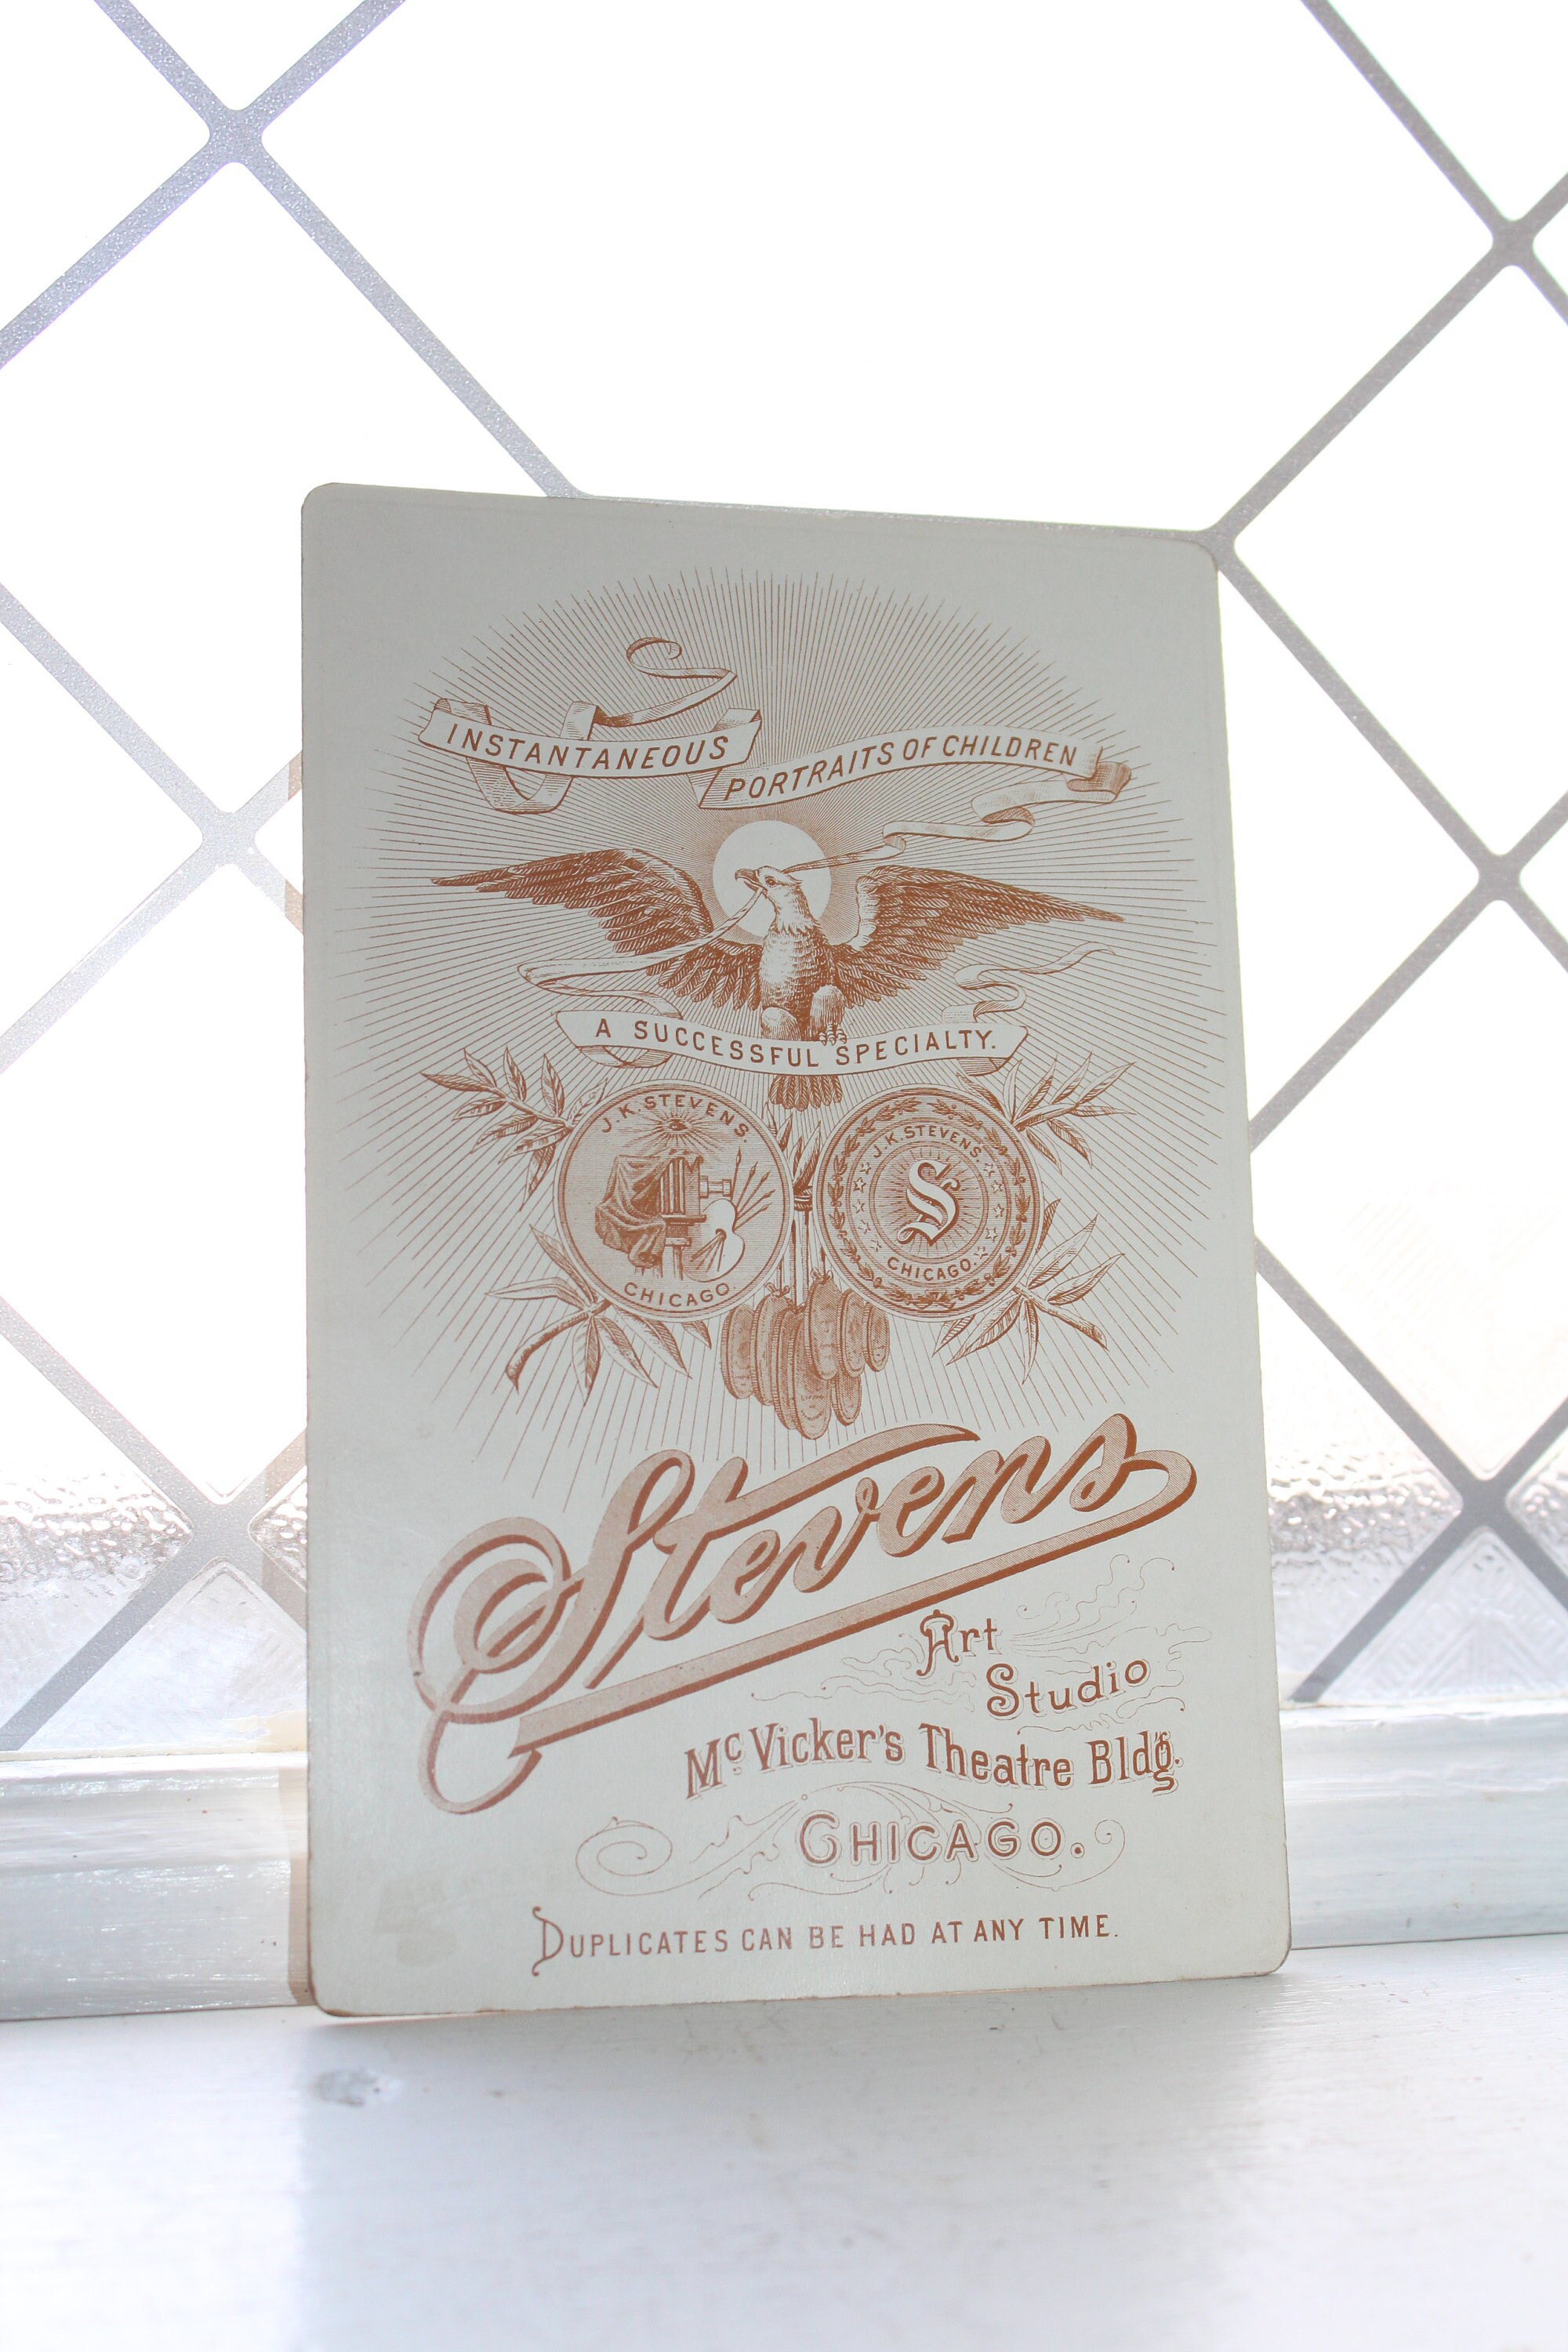 INSTANTANEOUS
PORTRAITS OF CHILDREN
A SUCCESSFUL SPECIALTY.
J.K. STEVENS.
CHICAGO.
J.K. STEVENS.
S
CHICAGO.
Stevens
Art
Studio
McVicker's Theatre Bldg.
CHICAGO.
DUPLICATES CAN BE HAD AT ANY TIME.